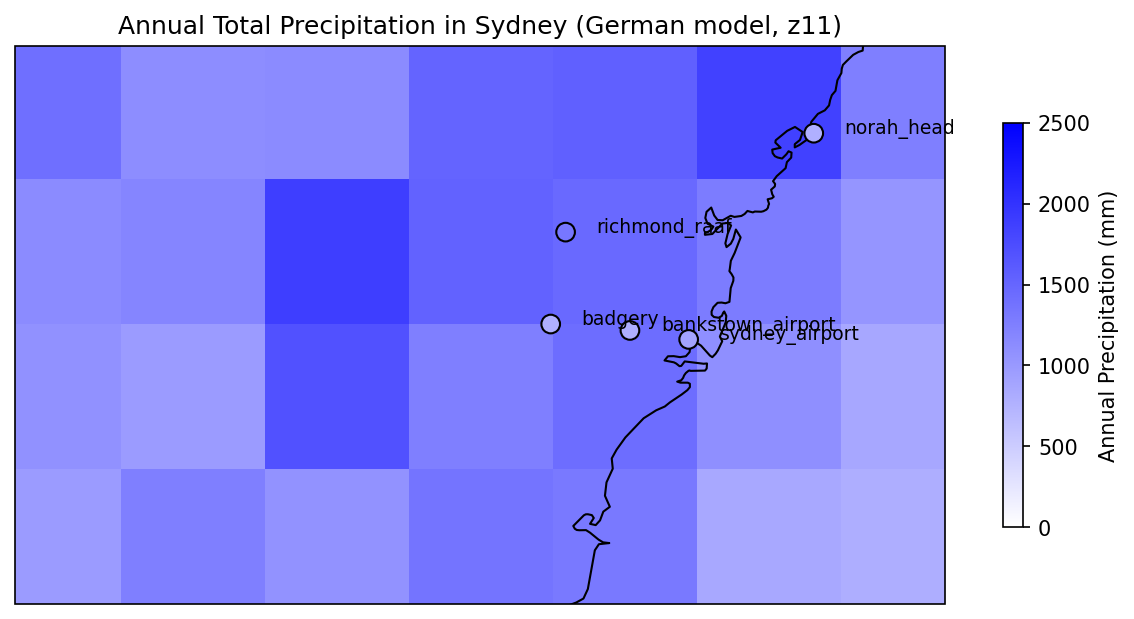 Annual Total Precipitation in Sydney (German model, z11)
norah_head
richmond_raaf
badgery
bankstown_airport
sydney_airport
2500
2000
1500
1000
500
0
Annual Precipitation (mm)